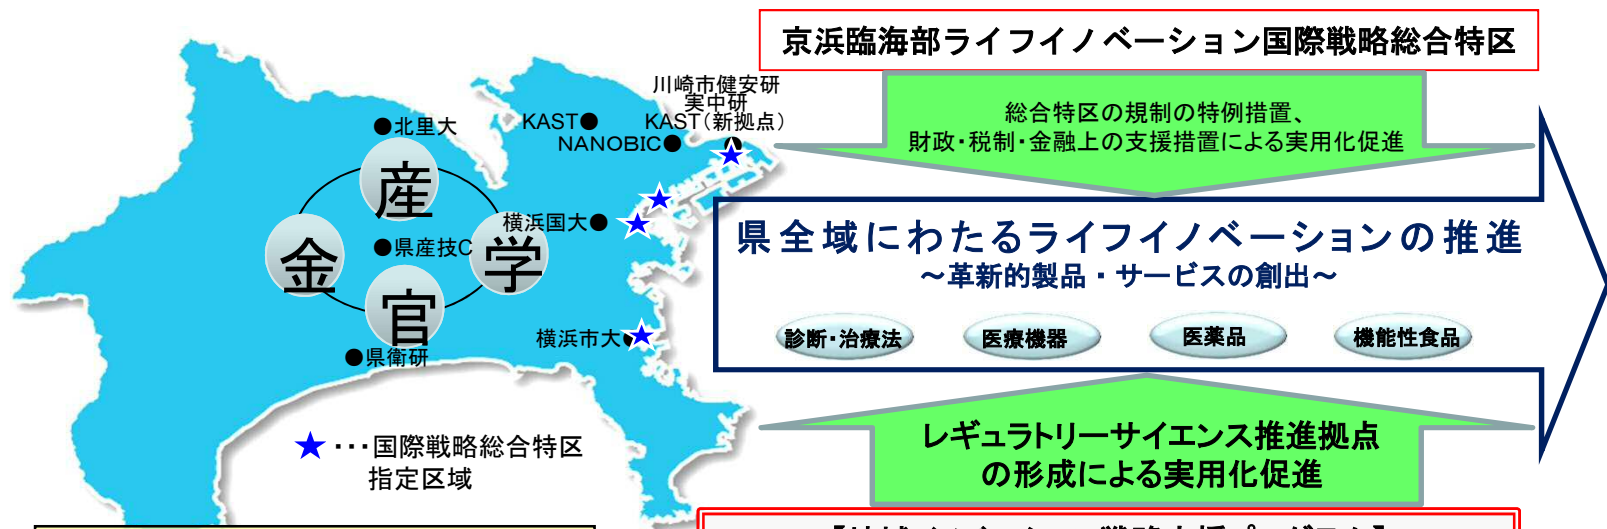 京浜臨海部ライフイノベーション国際戦略総合特区
総合特区の規制の特例措置、
財政・税制・金融上の支援措置による実用化促進
川崎市健安研
実中研
KAST(新拠点)
KAST●
NANOBIC●
●北里大
産
金
学
官
●県産技C
横浜国大●
横浜市大●
●県衛研
★ ・・・国際戦略総合特区
指定区域
県全域にわたるライフイノベーションの推進
～革新的製品・サービスの創出～
診断・治療法
医療機器
医薬品
機能性食品
レギュラトリーサイエンス推進拠点
の形成による実用化促進